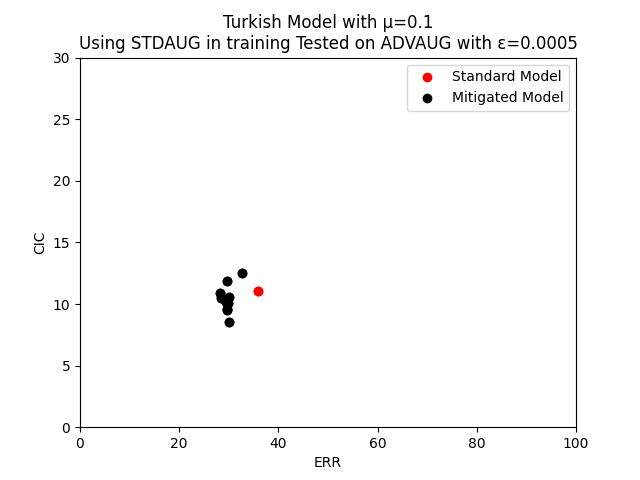 Turkish Model with μ=0.1
Using STDAUG in training Tested on ADVAUG with ε=0.0005
Standard Model
Mitigated Model
30
25
20
15
10
5
0
CIC
0 20 40 60 80 100
ERR